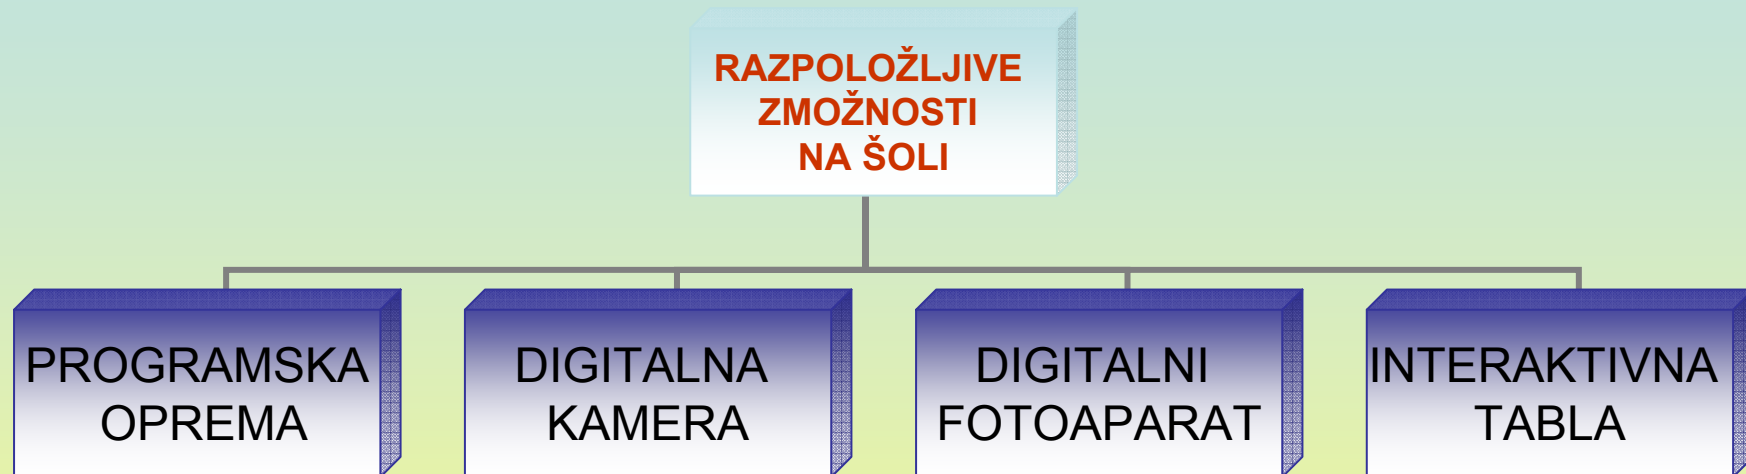 RAZPOLOŽLJIVE
ZMOŽNOSTI
NA ŠOLI
PROGRAMSKA
OPREMA
DIGITALNA
KAMERA
DIGITALNI
FOTOAPARAT
INTERAKTIVNA
TABLA